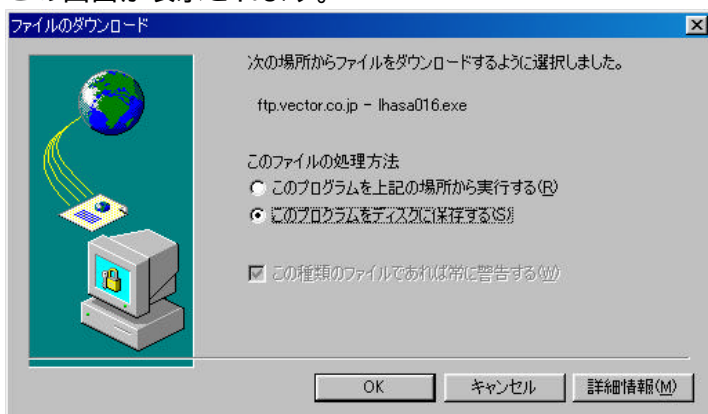 この画面が表示されます。
ファイルのダウンロード
次の場所からファイルをダウンロードするように選択しました。
ftp.vector.co.jp - lhasa016.exe
このファイルの処理方法
このプログラムを上記の場所から実行する(R)
このプログラムをディスクに保存する(S)
この種類のファイルであれば常に警告する(W)
OK
キャンセル
詳細情報(M)